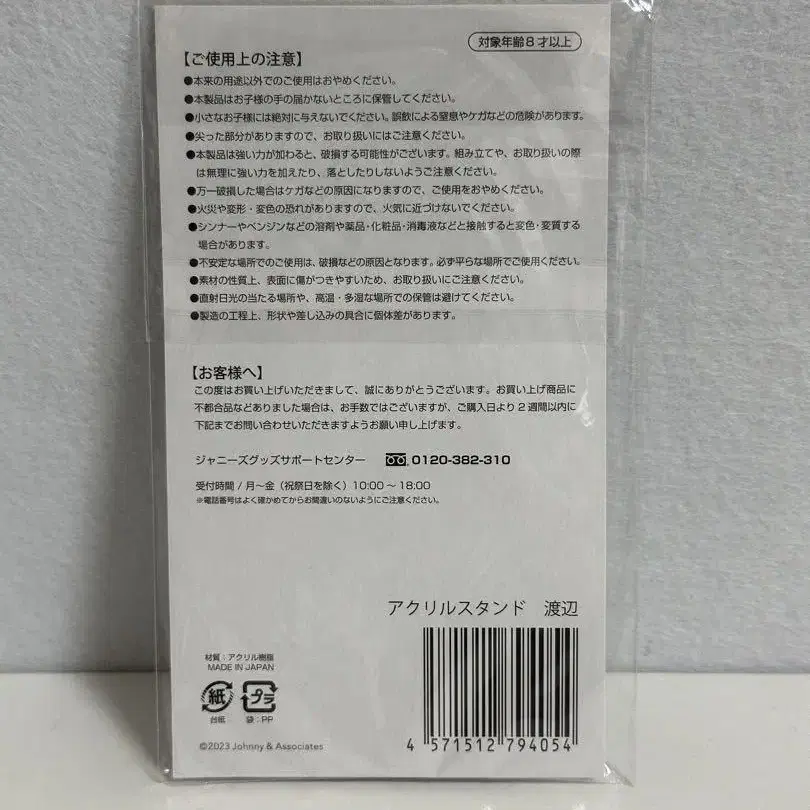 対象年齢8才以上
【ご使用上の注意】
●本来の用途以外でのご使用はおやめください。
●本製品はお子様の手の届かないところに保管してください。
●小さなお子様には絶対に与えないでください。誤飲による窒息やケガなどの危険があります。
●尖った部分がありますので、お取り扱いにはご注意ください。
●本製品は強い力が加わると、破損する可能性がございます。組み立てや、お取り扱いの際
は無理に強い力を加えたり、落としたりしないようご注意ください。
●万一破損した場合はケガなどの原因になりますので、ご使用をおやめください。
●火災や変形・変色の恐れがありますので、火気に近づけないでください。
●シンナーやベンジンなどの溶剤や薬品・化粧品・消毒液などと接触すると変色・変質する
場合があります。
●不安定な場所でのご使用は、破損などの原因となります。必ず平らな場所でご使用ください。
●素材の性質上、表面に傷がつきやすいため、お取り扱いにご注意ください。
●直射日光の当たる場所や、高温・多湿な場所での保管は避けてください。
●製造の工程上、形状や差し込みの具合に個体差があります。
【お客様へ】
この度はお買い上げいただきまして、誠にありがとうございます。お買い上げ商品に
不都合品などありました場合は、お手数ではございますが、ご購入日より2週間以内に
下記までお問い合わせいただきますようお願い申し上げます。
ジャニーズグッズサポートセンター 0120-382-310
受付時間 / 月～金（祝祭日を除く）10:00～18:00
※電話番号はよく確かめてからお間違いのないようにご注意ください。
アクリルスタンド 渡辺
材質：アクリル樹脂
MADE IN JAPAN
紙 プラ
台紙 袋：PP
©2023 Johnny & Associates
4 571512 794054